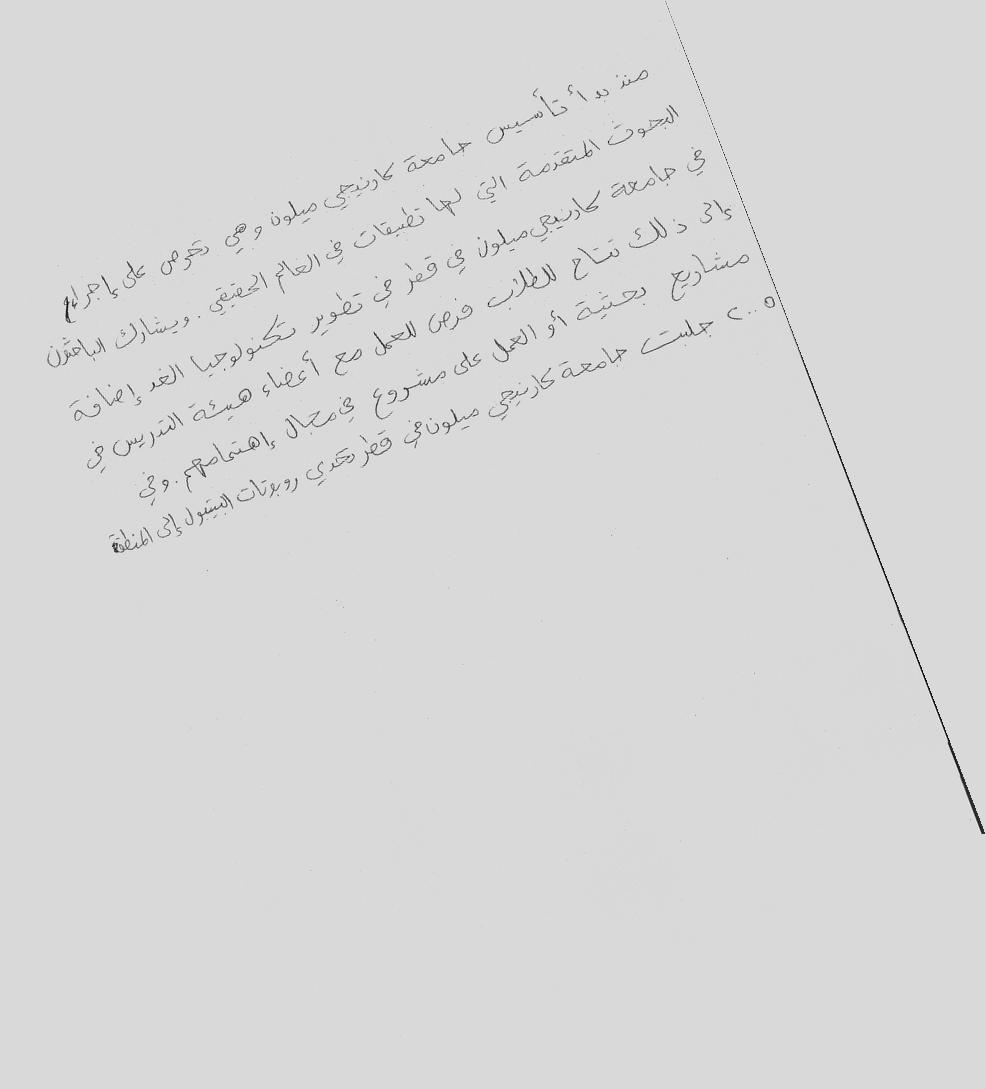 منذ بدأ تأسيس جامعة كارنيجي ميلون وهي تحرص على إجراء
البحوث المتقدمة التي لها تطبيقات في العالم الحقيقي. ويشارك الباحثون
في جامعة كارنيجي ميلون في قطر في تطوير تكنولوجيا الغد إضافة
إلى ذلك تتاح للطلاب فرص للعمل مع أعضاء هيئة التدريس في
مشاريع بحثية أو العمل على مشروع في مجال إهتمامهم. وفي
٢٠٠٥ جلبت جامعة كارنيجي ميلون في قطر تحدي روبوتات البيتبول إلى المنطقة